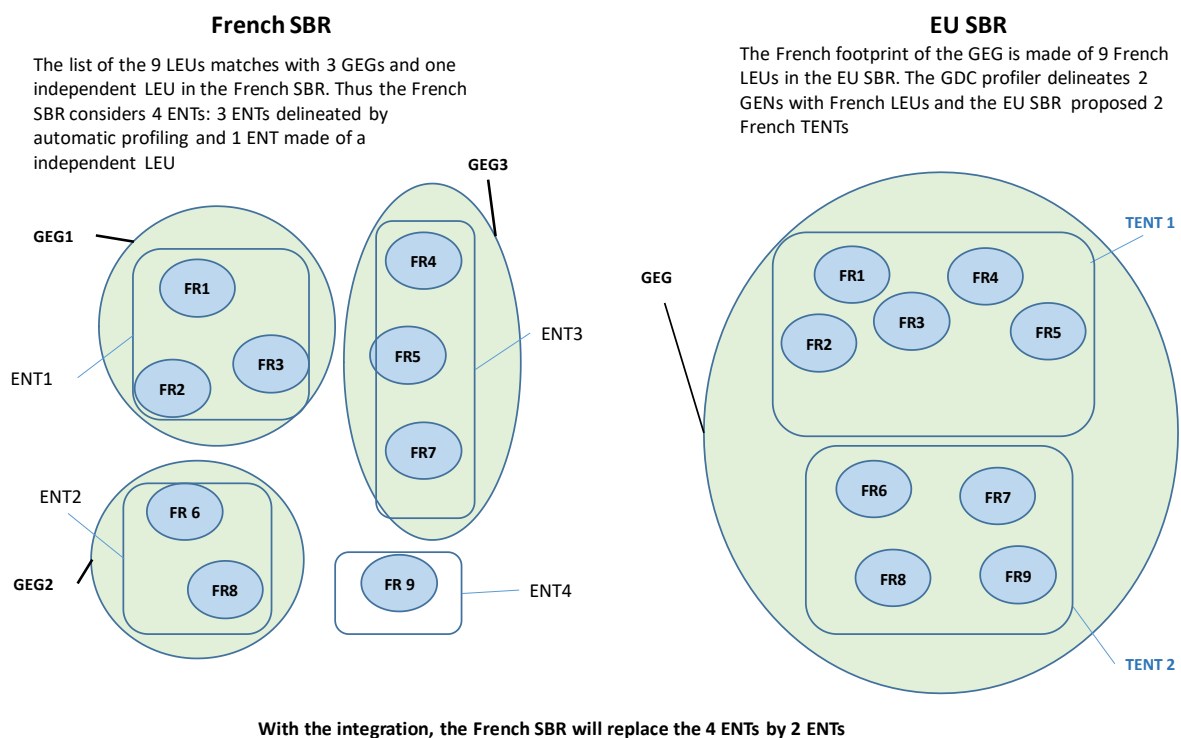 French SBR
The list of the 9 LEUs matches with 3 GEGs and one
independent LEU in the French SBR. Thus the French
SBR considers 4 ENTs: 3 ENTs delineated by
automatic profiling and 1 ENT made of a
independent LEU
GEG3
GEG1
FR4
FR1
ENT3
FR5
FR3
ENT1
FR2
FR7
ENT2
FR 6
GEG2
FR8
FR 9
ENT4
EU SBR
The French footprint of the GEG is made of 9 French
LEUs in the EU SBR. The GDC profiler delineates 2
GENs with French LEUs and the EU SBR proposed 2
French TENTs
TENT 1
GEG
FR1
FR4
FR3
FR2
FR5
FR6
FR7
FR8
FR9
TENT 2
With the integration, the French SBR will replace the 4 ENTs by 2 ENTs